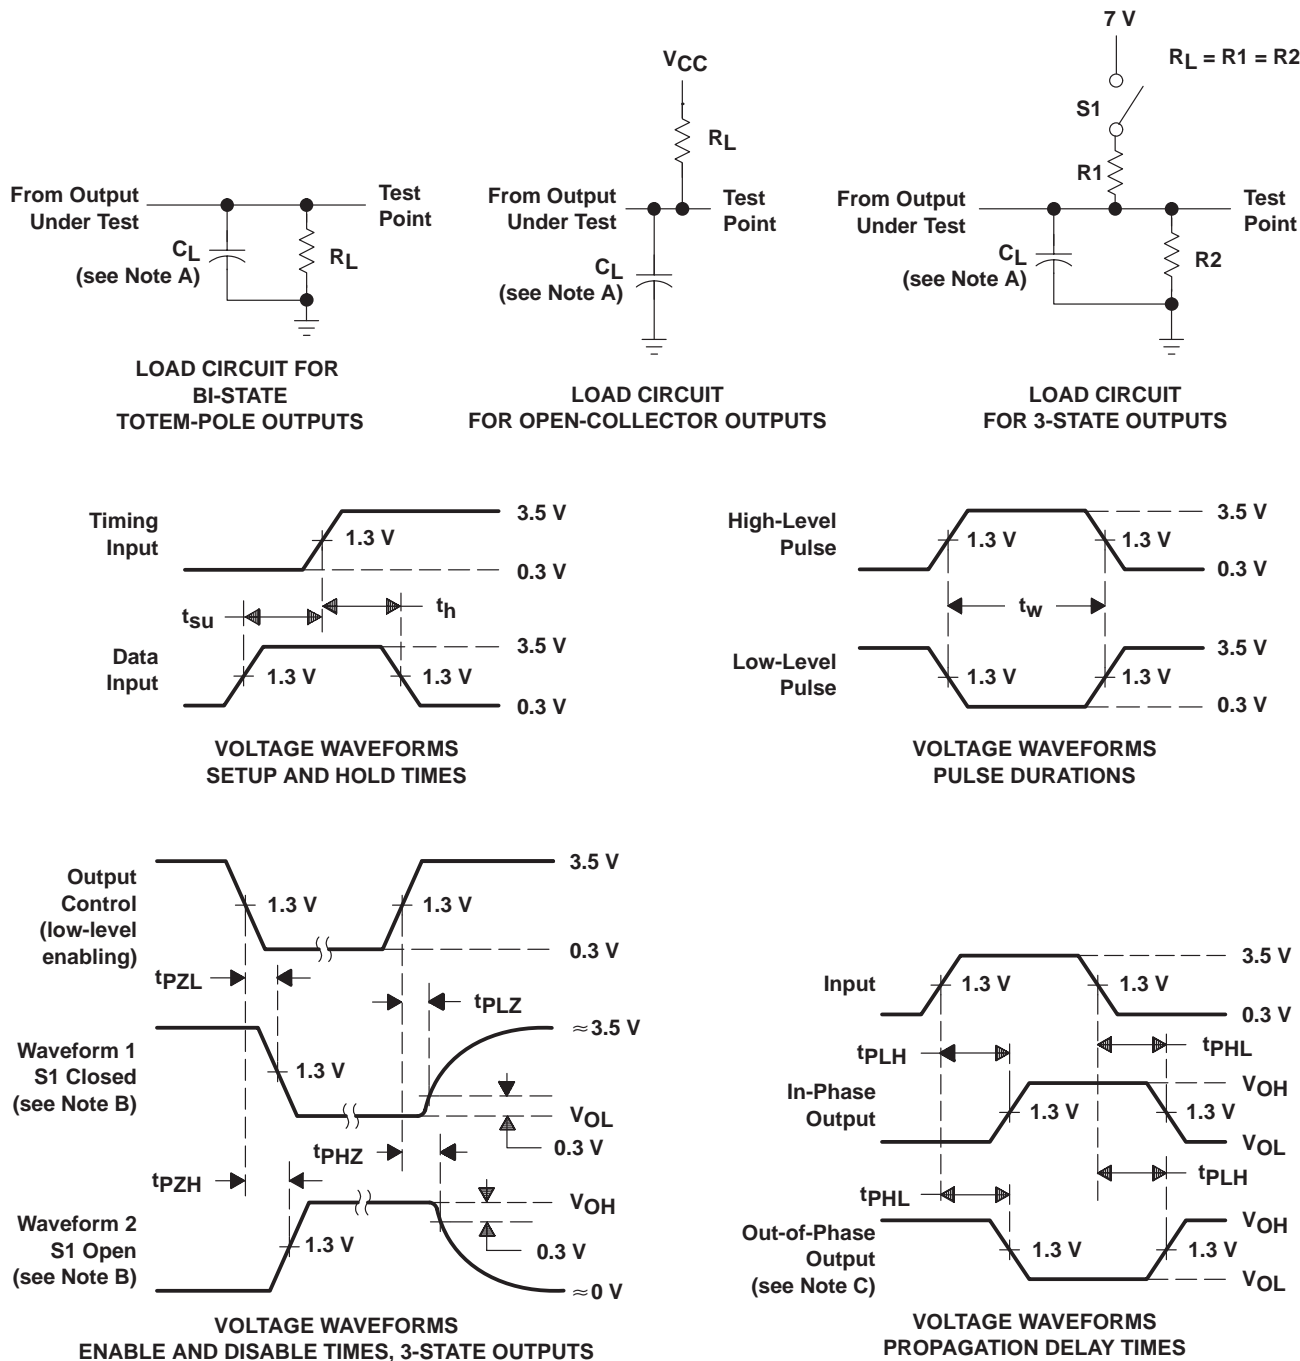 From Output
Under Test
Test
Point
CL
(see Note A)
RL
LOAD CIRCUIT FOR
BI-STATE
TOTEM-POLE OUTPUTS
VCC
RL
From Output
Under Test
Test
Point
CL
(see Note A)
LOAD CIRCUIT
FOR OPEN-COLLECTOR OUTPUTS
7 V
RL = R1 = R2
S1
R1
From Output
Under Test
Test
Point
CL
(see Note A)
R2
LOAD CIRCUIT
FOR 3-STATE OUTPUTS
Timing
Input
3.5 V
1.3 V
0.3 V
tsu
th
Data
Input
3.5 V
1.3 V
1.3 V
0.3 V
VOLTAGE WAVEFORMS
SETUP AND HOLD TIMES
High-Level
Pulse
3.5 V
1.3 V
1.3 V
0.3 V
tw
Low-Level
Pulse
3.5 V
1.3 V
1.3 V
0.3 V
VOLTAGE WAVEFORMS
PULSE DURATIONS
Output
Control
(low-level
enabling)
3.5 V
1.3 V
1.3 V
0.3 V
tPZL
tPLZ
Waveform 1
S1 Closed
(see Note B)
≈3.5 V
1.3 V
VOL
0.3 V
tPHZ
tPZH
Waveform 2
S1 Open
(see Note B)
VOH
1.3 V
0.3 V
≈0 V
VOLTAGE WAVEFORMS
ENABLE AND DISABLE TIMES, 3-STATE OUTPUTS
Input
3.5 V
1.3 V
1.3 V
0.3 V
tPLH
tPHL
In-Phase
Output
VOH
1.3 V
1.3 V
VOL
tPHL
tPLH
Out-of-Phase
Output
(see Note C)
VOH
1.3 V
1.3 V
VOL
VOLTAGE WAVEFORMS
PROPAGATION DELAY TIMES